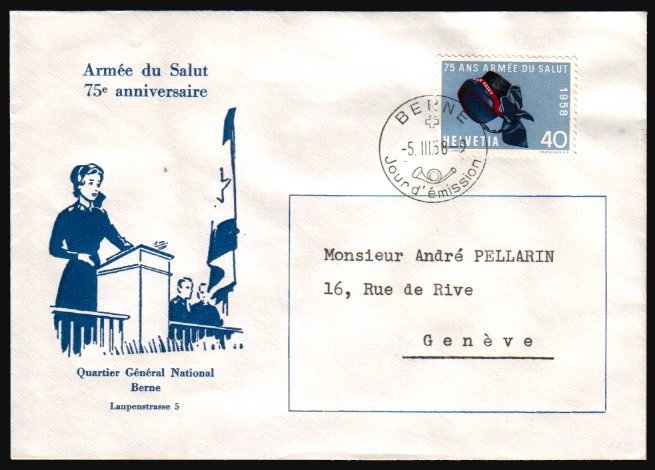 Armée du Salut
75e anniversaire
75 ANS ARMÉE DU SALUT
1958
HELVETIA 40
BERNE
-5. III. 58 -9
Jour d'émission
Monsieur André PELLARIN
16, Rue de Rive
Genève
Quartier Général National
Berne
Laupenstrasse 5